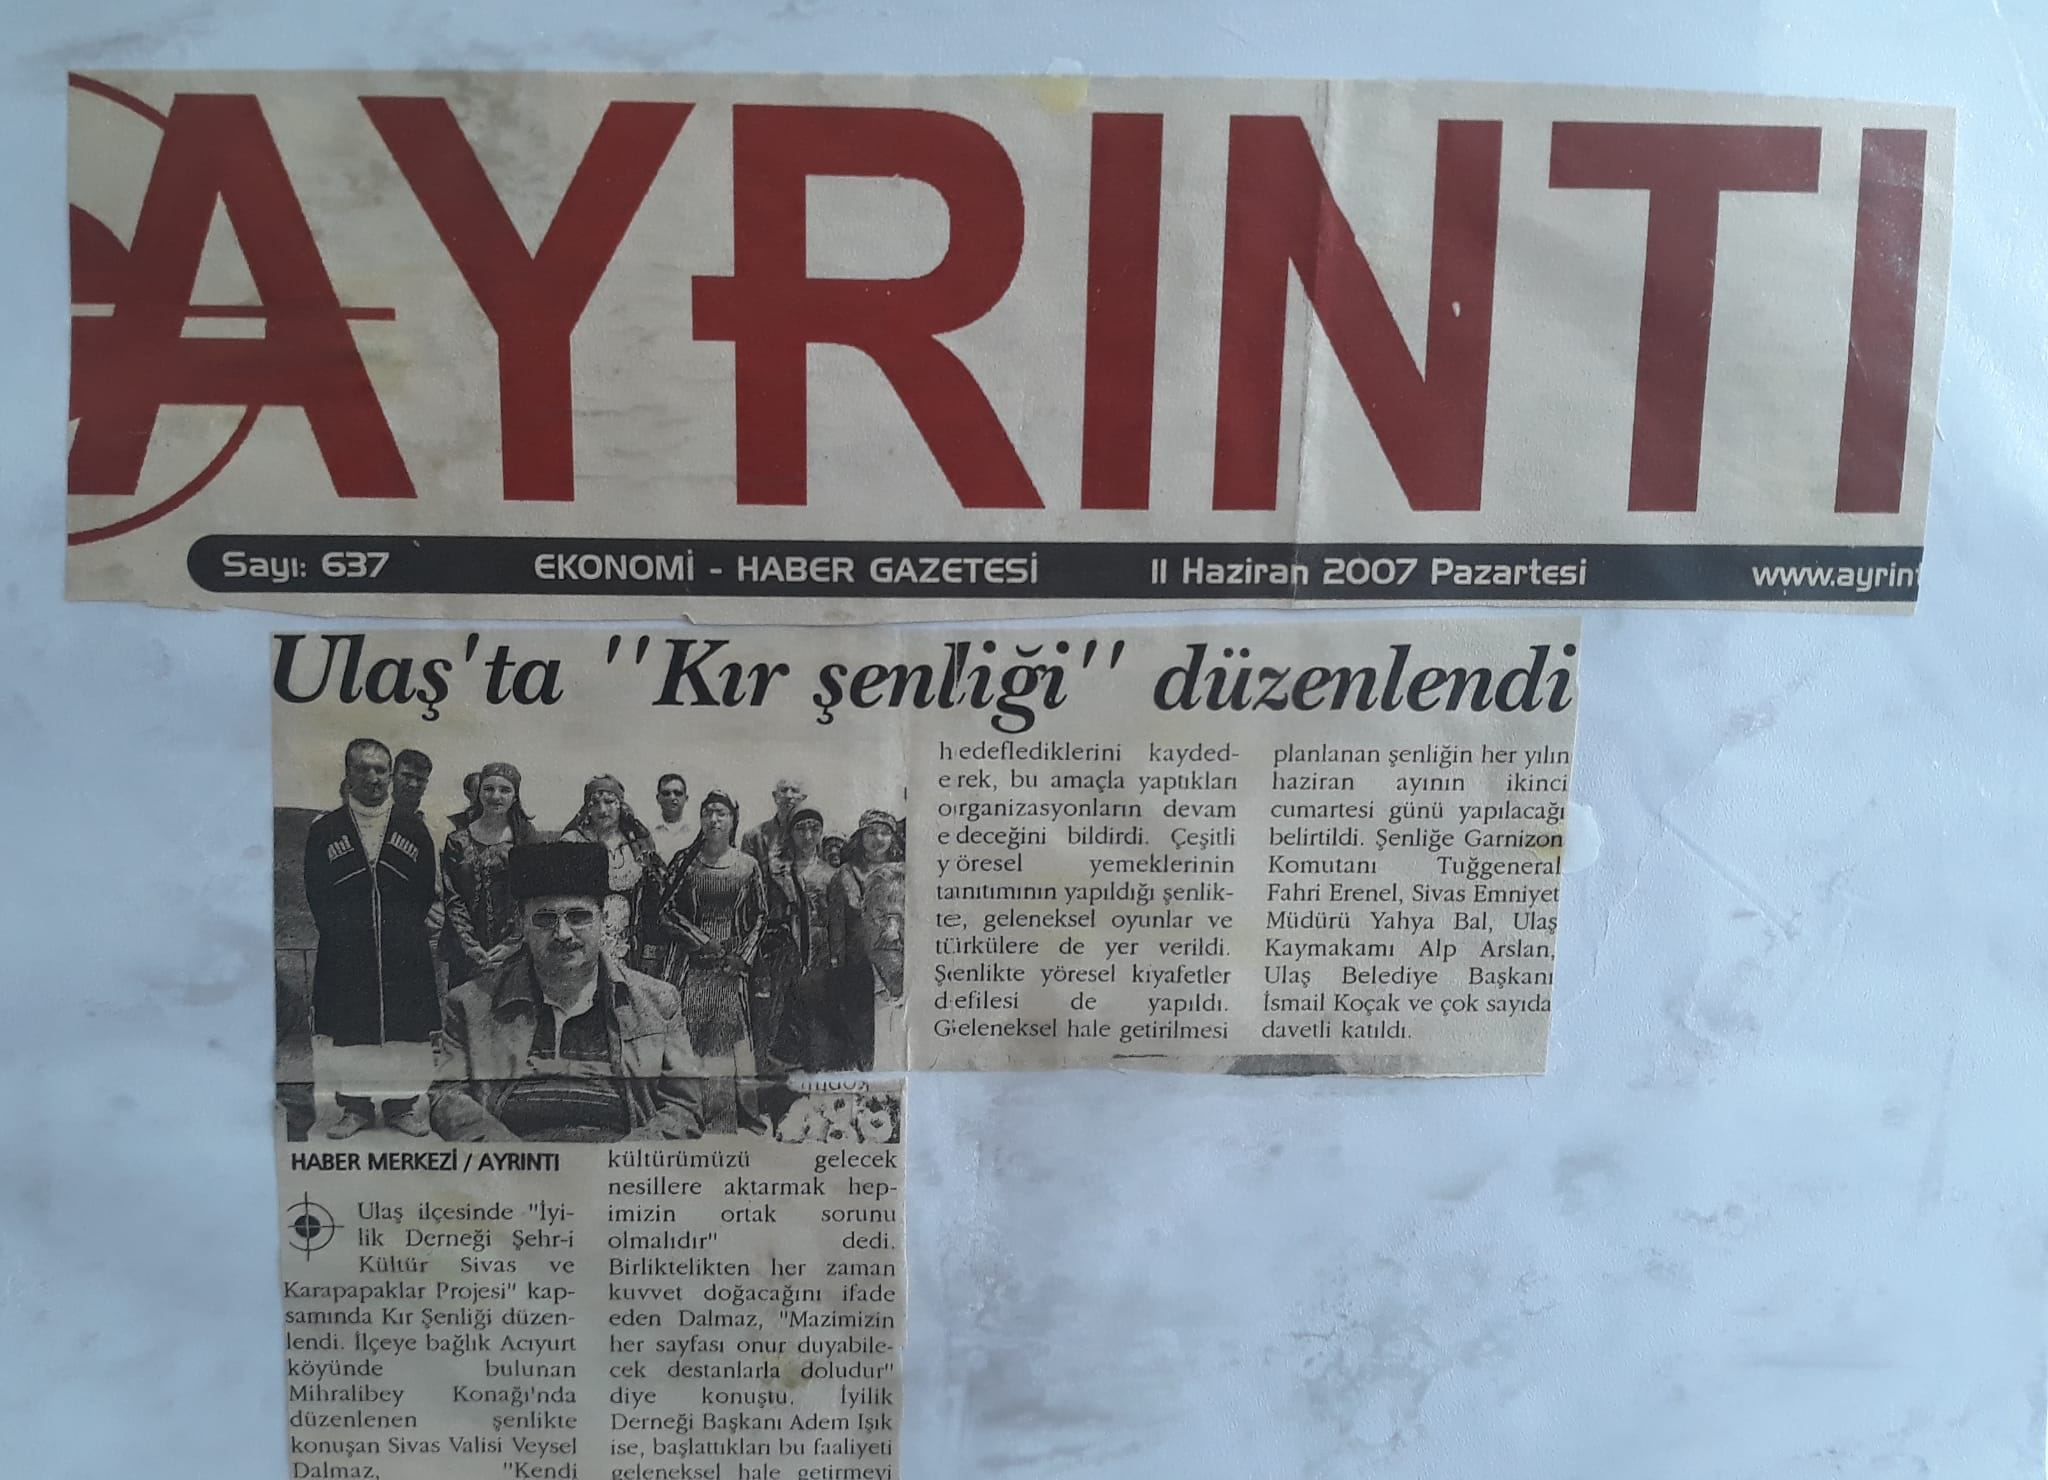 AYRINTI
Sayı: 637 EKONOMİ - HABER GAZETESİ 11 Haziran 2007 Pazartesi www.ayrint
Ulaş'ta "Kır şenliği" düzenlendi
HABER MERKEZİ / AYRINTI
Ulaş ilçesinde "İyi-
lik Derneği Şehr-i
Kültür Sivas ve
Karapapaklar Projesi" kap-
samında Kır Şenliği düzen-
lendi. İlçeye bağlık Acıyurt
köyünde bulunan
Mihralibey Konağı'nda
düzenlenen şenlikte
konuşan Sivas Valisi Veysel
Dalmaz, "Kendi
kültürümüzü gelecek
nesillere aktarmak hep-
imizin ortak sorunu
olmalıdır" dedi.
Birliktelikten her zaman
kuvvet doğacağını ifade
eden Dalmaz, "Mazimizin
her sayfası onur duyabile-
cek destanlarla doludur"
diye konuştu. İyilik
Derneği Başkanı Adem Işık
ise, başlattıkları bu faaliyeti
geleneksel hale getirmeyi
hedeflediklerini kayded-
erek, bu amaçla yaptıkları
organizasyonların devam
edeceğini bildirdi. Çeşitli
yöresel yemeklerinin
tanıtımının yapıldığı şenlik-
te, geleneksel oyunlar ve
türkülere de yer verildi.
Şenlikte yöresel kıyafetler
defilesi de yapıldı.
Geleneksel hale getirilmesi
planlanan şenliğin her yılın
haziran ayının ikinci
cumartesi günü yapılacağı
belirtildi. Şenliğe Garnizon
Komutanı Tuğgeneral
Fahri Erenel, Sivas Emniyet
Müdürü Yahya Bal, Ulaş
Kaymakamı Alp Arslan,
Ulaş Belediye Başkanı
İsmail Koçak ve çok sayıda
davetli katıldı.